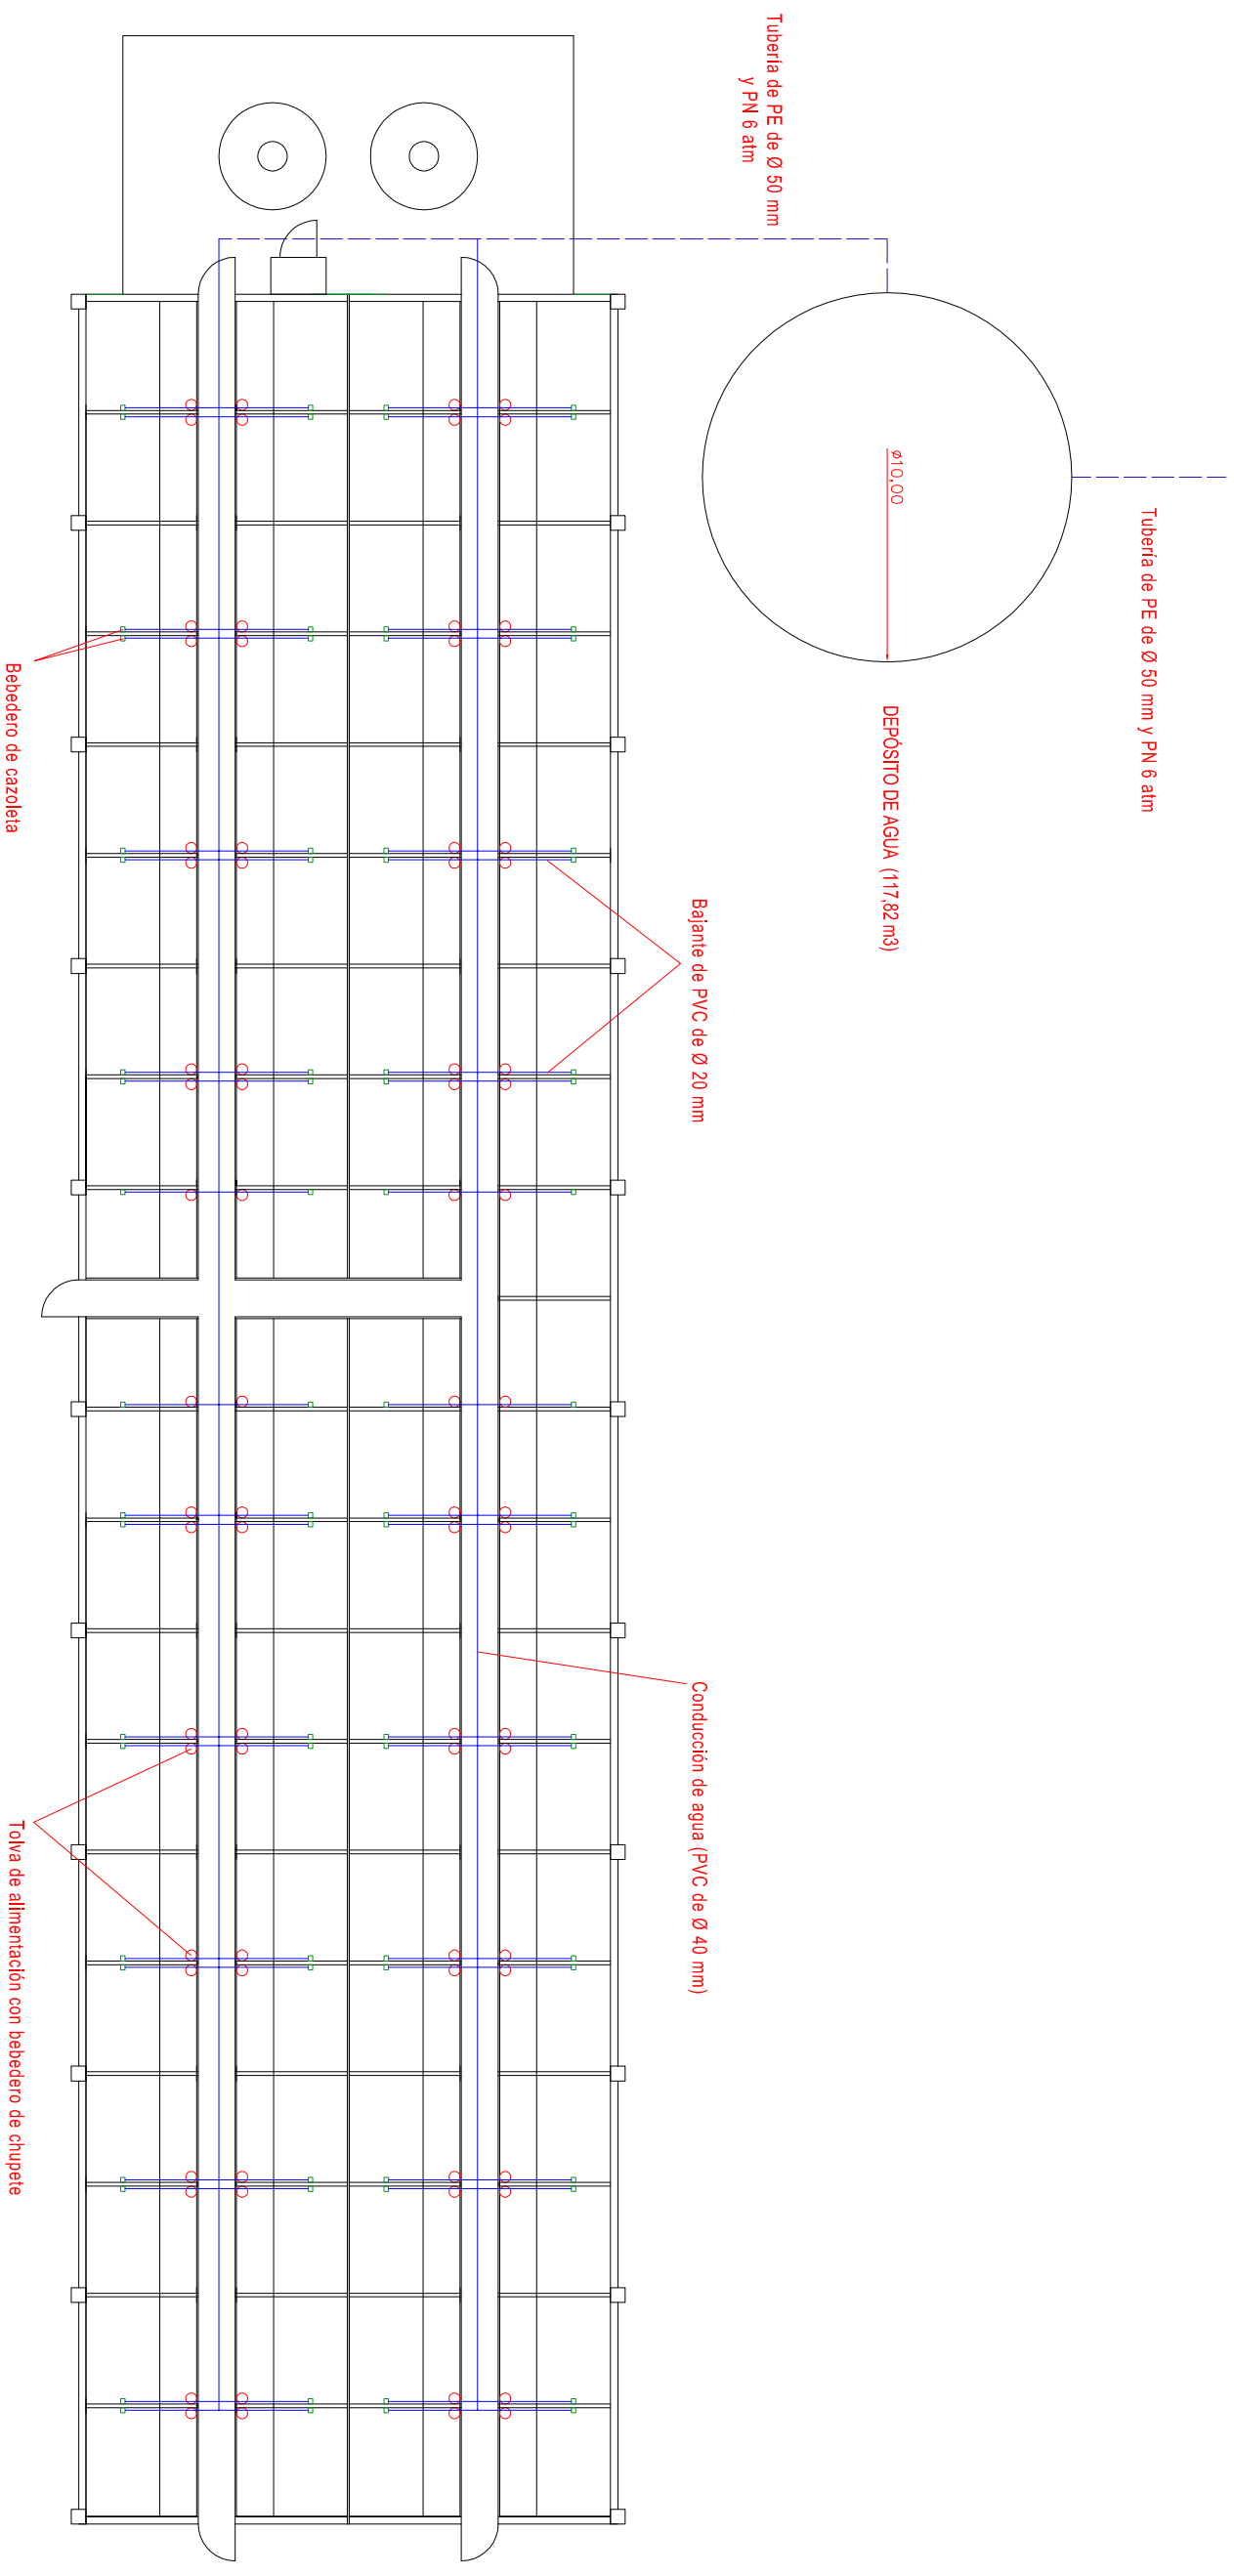 Tubería de PE de Ø 50 mm
y PN 6 atm
Tubería de PE de Ø 50 mm y PN 6 atm
ø10,00
DEPÓSITO DE AGUA (117,82 m3)
Bajante de PVC de Ø 20 mm
Conducción de agua (PVC de Ø 40 mm)
Bebedero de cazoleta
Tolva de alimentación con bebedero de chupete